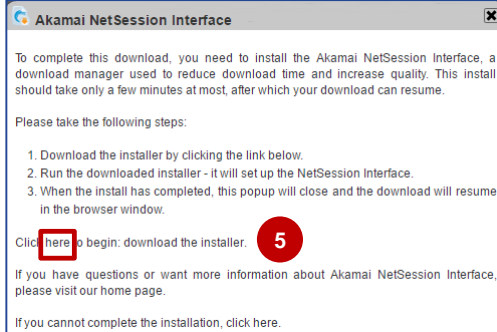 Akamai NetSession Interface
To complete this download, you need to install the Akamai NetSession Interface, a
download manager used to reduce download time and increase quality. This install
should take only a few minutes at most, after which your download can resume.
Please take the following steps:
1. Download the installer by clicking the link below.
2. Run the downloaded installer - it will set up the NetSession Interface.
3. When the install has completed, this popup will close and the download will resume
in the browser window.
Click here to begin: download the installer. 5
If you have questions or want more information about Akamai NetSession Interface,
please visit our home page.
If you cannot complete the installation, click here.